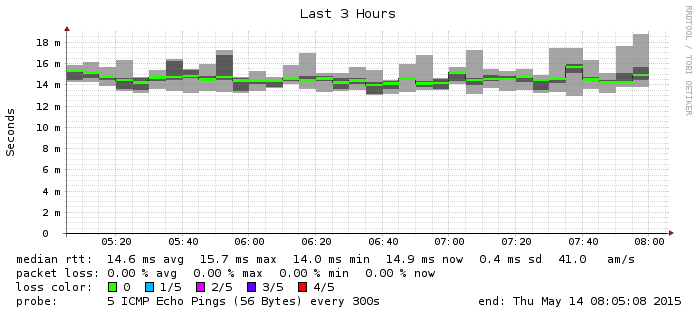 Last 3 Hours
RRDTOOL / TOBI OETIKER
Seconds
18 m
16 m
14 m
12 m
10 m
8 m
6 m
4 m
2 m
0
05:20 05:40 06:00 06:20 06:40 07:00 07:20 07:40 08:00
median rtt: 14.6 ms avg 15.7 ms max 14.0 ms min 14.9 ms now 0.4 ms sd 41.0 am/s
packet loss: 0.00 % avg 0.00 % max 0.00 % min 0.00 % now
loss color: 0 1/5 2/5 3/5 4/5
probe: 5 ICMP Echo Pings (56 Bytes) every 300s end: Thu May 14 08:05:08 2015